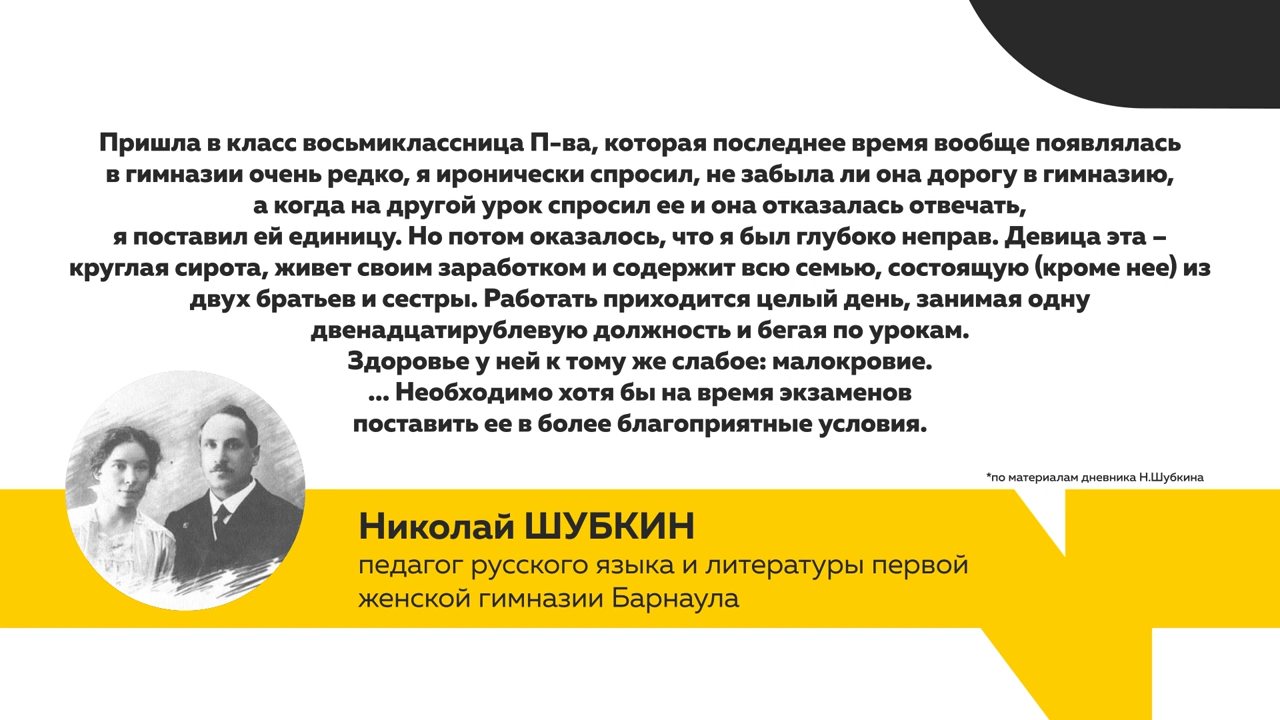 Пришла в класс восьмиклассница П-ва, которая последнее время вообще появлялась
в гимназии очень редко, я иронически спросил, не забыла ли она дорогу в гимназию,
а когда на другой урок спросил ее и она отказалась отвечать,
я поставил ей единицу. Но потом оказалось, что я был глубоко неправ. Девица эта –
круглая сирота, живет своим заработком и содержит всю семью, состоящую (кроме нее) из
двух братьев и сестры. Работать приходится целый день, занимая одну
двенадцатирублевую должность и бегая по урокам.
Здоровье у ней к тому же слабое: малокровие.
... Необходимо хотя бы на время экзаменов
поставить ее в более благоприятные условия.
*по материалам дневника Н.Шубкина
Николай ШУБКИН
педагог русского языка и литературы первой
женской гимназии Барнаула